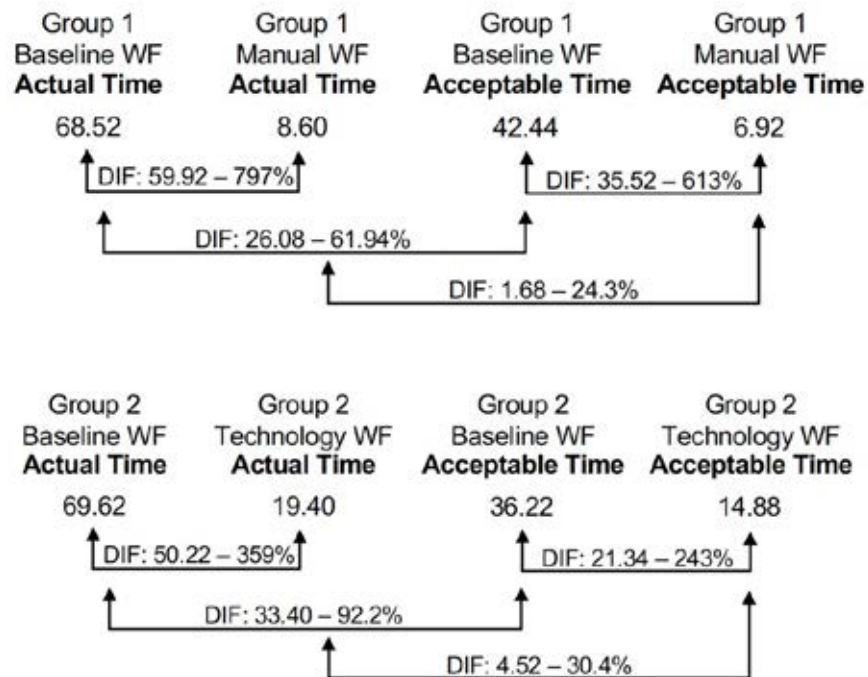 Group 1 Group 1 Group 1 Group 1
Baseline WF Manual WF Baseline WF Manual WF
Actual Time Actual Time Acceptable Time Acceptable Time
68.52 8.60 42.44 6.92
DIF: 59.92 – 797% DIF: 35.52 – 613%
DIF: 26.08 – 61.94%
DIF: 1.68 – 24.3%
Group 2 Group 2 Group 2 Group 2
Baseline WF Technology WF Baseline WF Technology WF
Actual Time Actual Time Acceptable Time Acceptable Time
69.62 19.40 36.22 14.88
DIF: 50.22 – 359% DIF: 21.34 – 243%
DIF: 33.40 – 92.2%
DIF: 4.52 – 30.4%